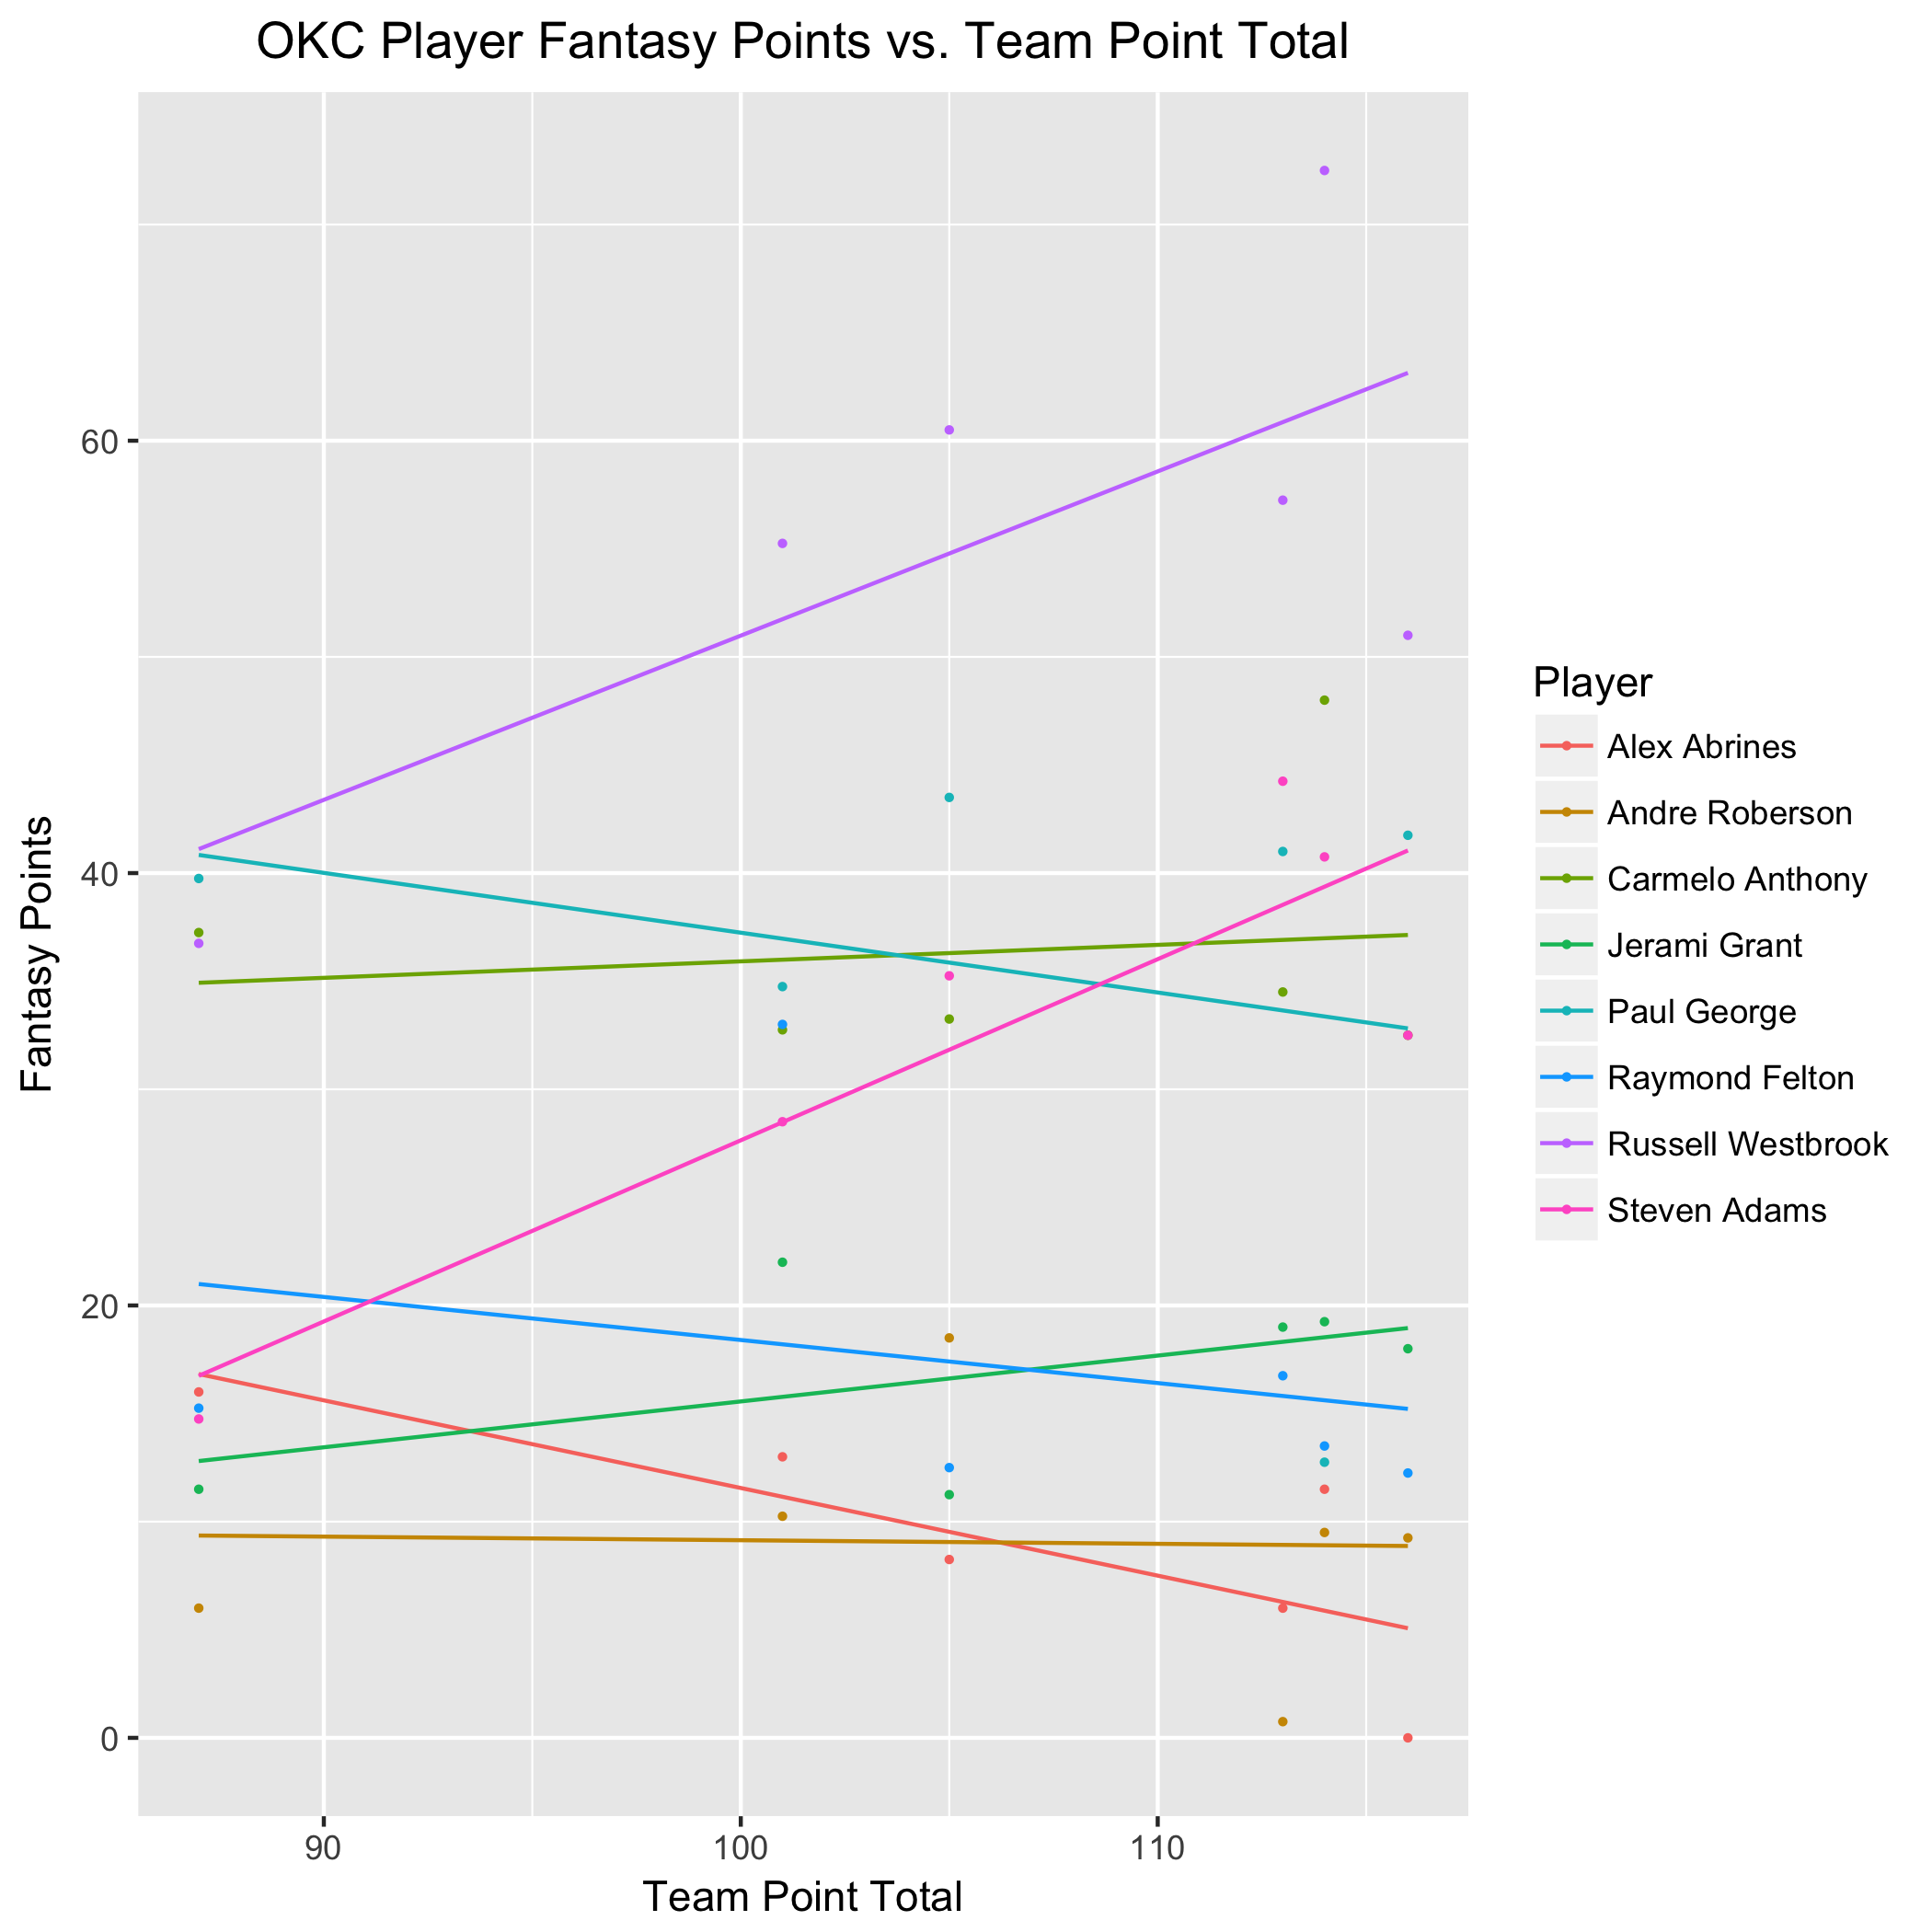 OKC Player Fantasy Points vs. Team Point Total
60
40
20
0
Fantasy Points
90
100
110
Team Point Total
Player
Alex Abrines
Andre Roberson
Carmelo Anthony
Jerami Grant
Paul George
Raymond Felton
Russell Westbrook
Steven Adams